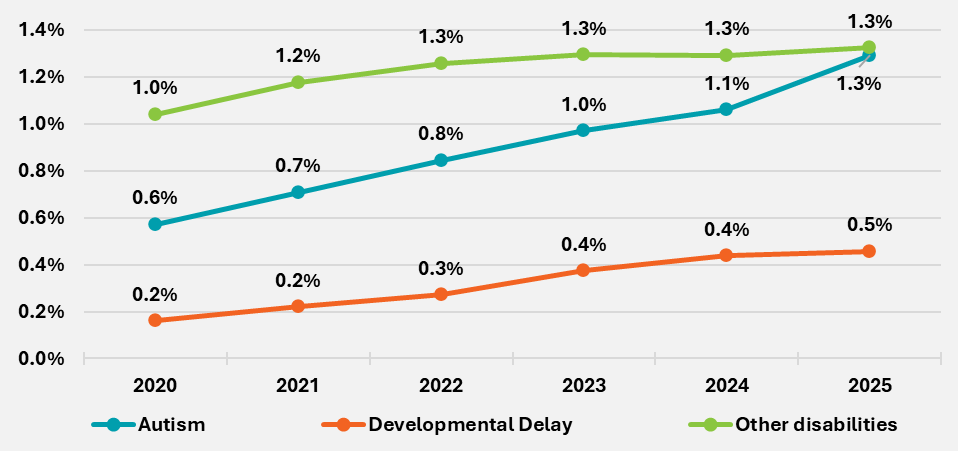 1.4%
1.2%
1.0%
0.8%
0.6%
0.4%
0.2%
0.0%
1.0% 1.2% 1.3% 1.3% 1.3% 1.3%
0.6% 0.7% 0.8% 1.0% 1.1% 1.3%
0.2% 0.2% 0.3% 0.4% 0.4% 0.5%
2020 2021 2022 2023 2024 2025
Autism Developmental Delay Other disabilities